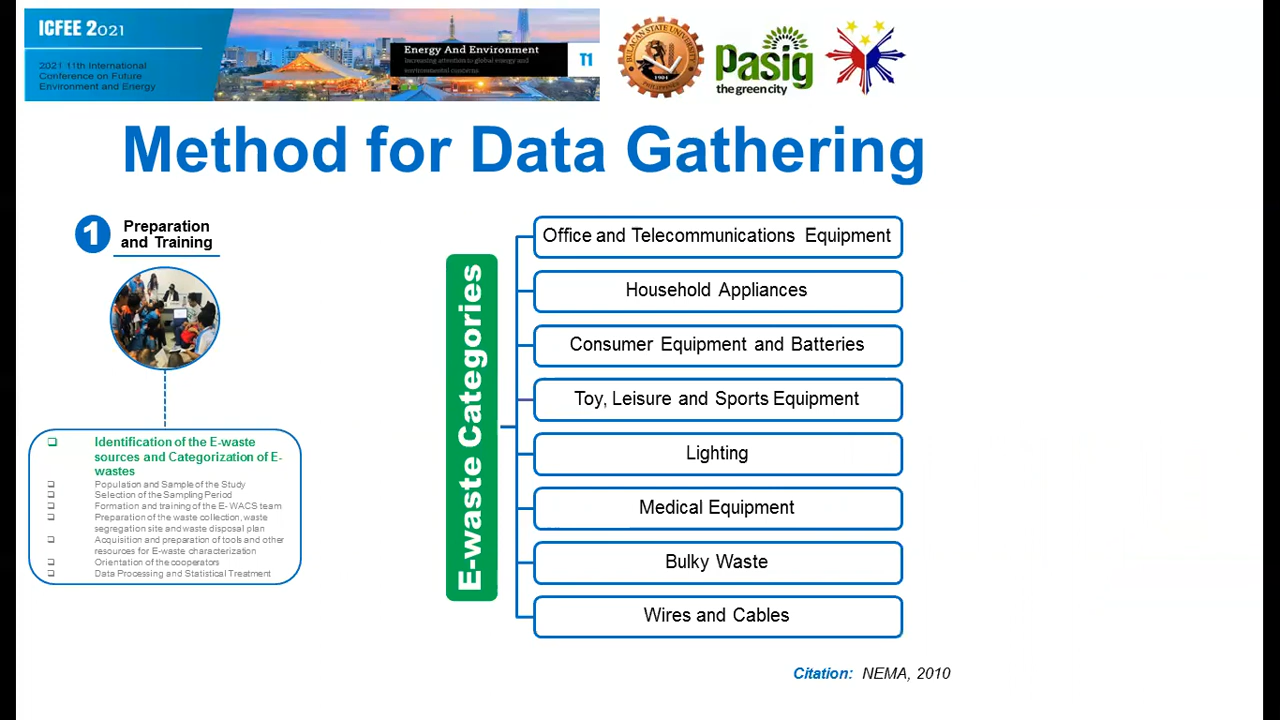 ICFEE 2021
2021 11th International
Conference on Future
Environment and Energy
Energy And Environment
Increasing attention to global energy and
environmental concerns
T1
BULACAN STATE UNIVERSITY
1904
PHILIPPINES
Pasig
the green city
Method for Data Gathering
1
Preparation
and Training
Identification of the E-waste
sources and Categorization of E-
wastes
Population and Sample of the Study
Selection of the Sampling Period
Formation and training of the E- WACS team
Preparation of the waste collection, waste
segregation site and waste disposal plan
Acquisition and preparation of tools and other
resources for E-waste characterization
Orientation of the cooperators
Data Processing and Statistical Treatment
E-waste Categories
Office and Telecommunications Equipment
Household Appliances
Consumer Equipment and Batteries
Toy, Leisure and Sports Equipment
Lighting
Medical Equipment
Bulky Waste
Wires and Cables
Citation: NEMA, 2010